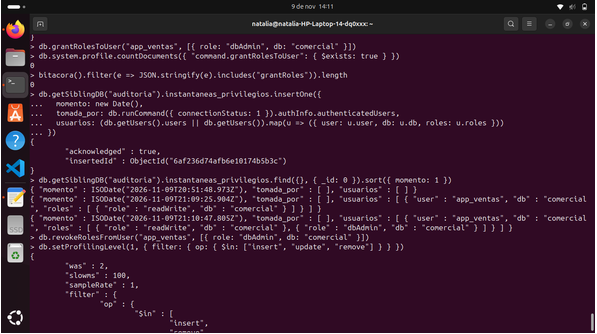 9 de nov 14:11
natalia@natalia-HP-Laptop-14-dq0xxx: ~
}
> db.grantRolesToUser("app_ventas", [{ role: "dbAdmin", db: "comercial" }])
> db.system.profile.countDocuments({ "command.grantRolesToUser": { $exists: true } })
0
> bitacora().filter(e => JSON.stringify(e).includes("grantRoles")).length
0
> db.getSiblingDB("auditoria").instantaneas_privilegios.insertOne({
... momento: new Date(),
... tomada_por: db.runCommand({ connectionStatus: 1 }).authInfo.authenticatedUsers,
... usuarios: (db.getUsers().users || db.getUsers()).map(u => ({ user: u.user, db: u.db, roles: u.roles }))
... })
{
"acknowledged" : true,
"insertedId" : ObjectId("6af236d74afb6e10174b5b3c")
}
> db.getSiblingDB("auditoria").instantaneas_privilegios.find({}, { _id: 0 }).sort({ momento: 1 })
{ "momento" : ISODate("2026-11-09T20:51:48.973Z"), "tomada_por" : [ ], "usuarios" : [ ] }
{ "momento" : ISODate("2026-11-09T21:09:25.904Z"), "tomada_por" : [ ], "usuarios" : [ { "user" : "app_ventas", "db" : "comercial
", "roles" : [ { "role" : "readWrite", "db" : "comercial" } ] } ] }
{ "momento" : ISODate("2026-11-09T21:10:47.805Z"), "tomada_por" : [ ], "usuarios" : [ { "user" : "app_ventas", "db" : "comercial
", "roles" : [ { "role" : "readWrite", "db" : "comercial" }, { "role" : "dbAdmin", "db" : "comercial" } ] } ] }
> db.revokeRolesFromUser("app_ventas", [{ role: "dbAdmin", db: "comercial" }])
> db.setProfilingLevel(1, { filter: { op: { $in: ["insert", "update", "remove"] } } })
{
"was" : 2,
"slowms" : 100,
"sampleRate" : 1,
"filter" : {
"op" : {
"$in" : [
"insert",
"remove",